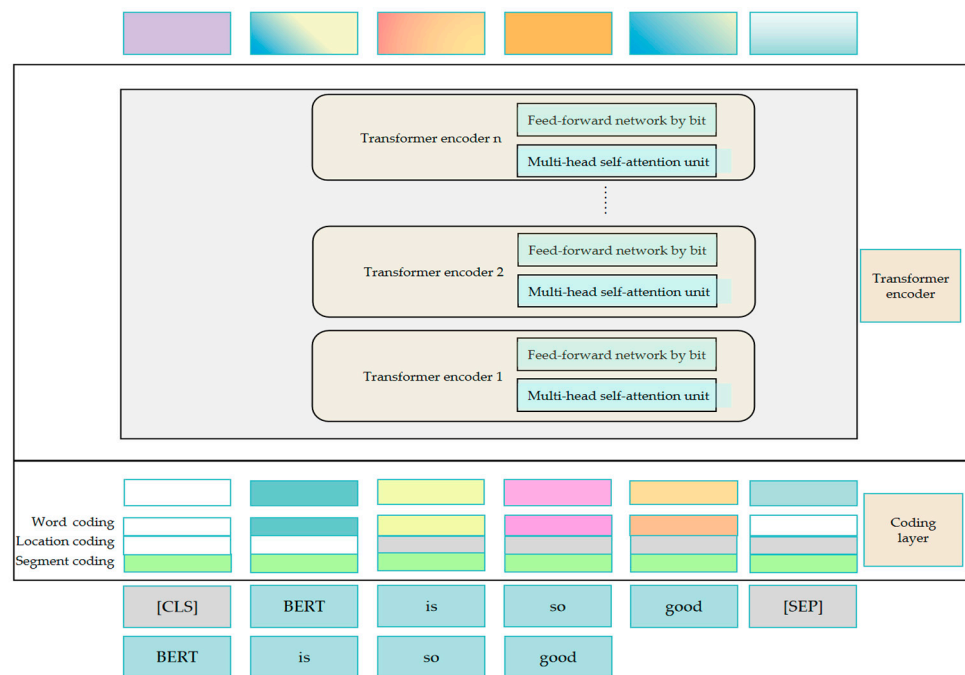 Transformer encoder n
Feed-forward network by bit
Multi-head self-attention unit
Transformer encoder 2
Feed-forward network by bit
Multi-head self-attention unit
Transformer
encoder
Transformer encoder 1
Feed-forward network by bit
Multi-head self-attention unit
Word coding
Location coding
Segment coding
Coding
layer
[CLS] BERT is so good [SEP]
BERT is so good